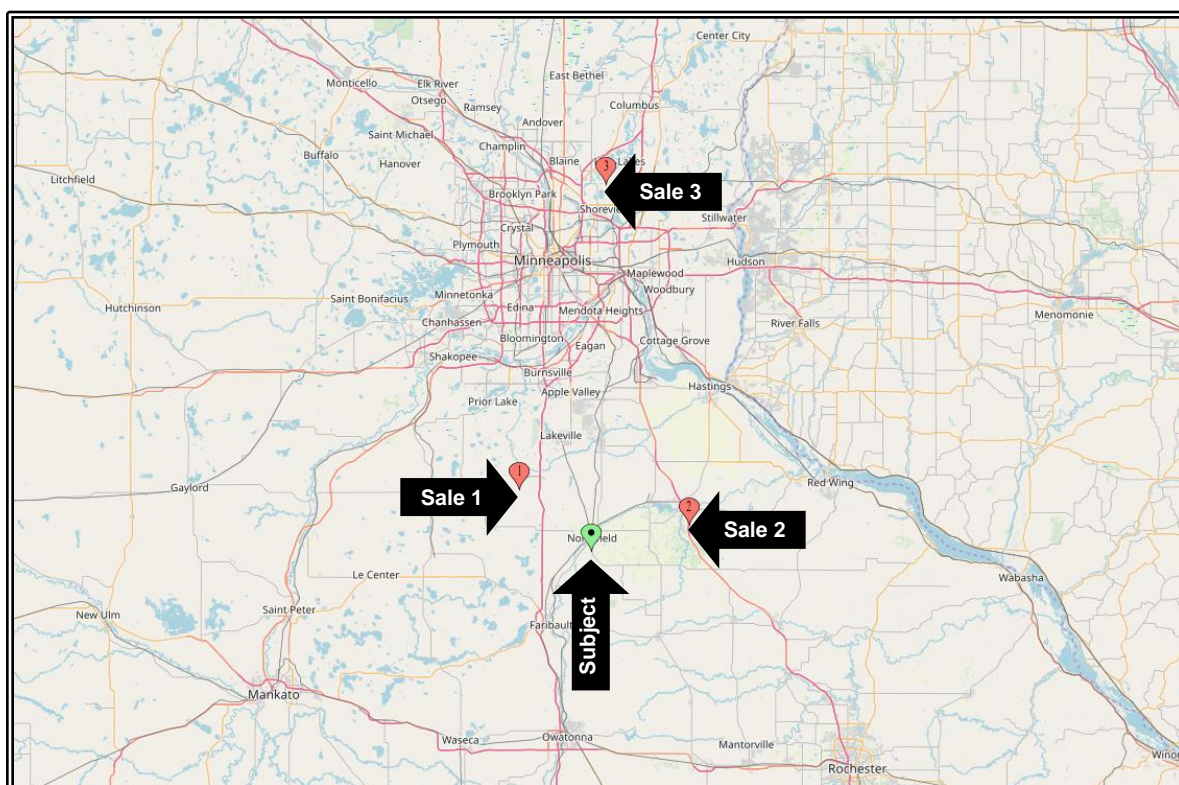 Center City
Monticello
Elk River
East Bethel
Otsego
Ramsey
Columbus
Andover
Saint Michael
Champlin
Buffalo
Hanover
Blaine
Lakes
3
Litchfield
Brooklyn Park
Sale 3
Shoreview
Stillwater
Crystal
Plymouth
Minneapolis
Hudson
Maplewood
Woodbury
Minnetonka
Saint Bonifacius
Hutchinson
Edina
Mendota Heights
Chanhassen
River Falls
Menomonie
Bloomington
Eagan
Cottage Grove
Shakopee
Burnsville
Hastings
Apple Valley
Prior Lake
Lakeville
1
Gaylord
Sale 1
Red Wing
2
Sale 2
Northfield
Le Center
Wabasha
Saint Peter
New Ulm
Faribault
Subject
Mankato
Waseca
Owatonna
Mantorville
Rochester